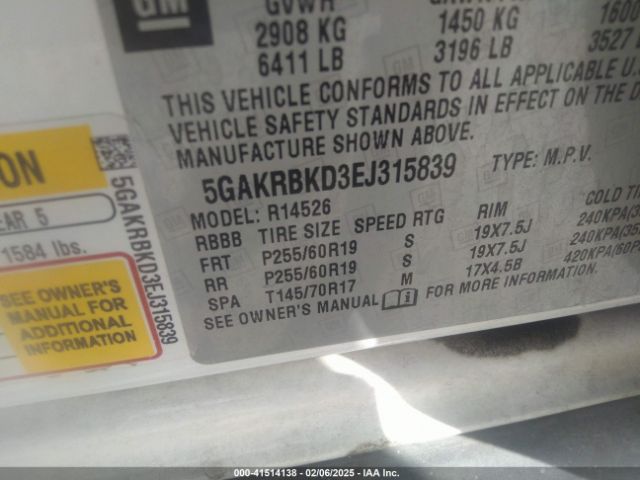 GM
GVWR
2908 KG
6411 LB
1450 KG
3196 LB
3527
THIS VEHICLE CONFORMS TO ALL APPLICABLE U.
VEHICLE SAFETY STANDARDS IN EFFECT ON THE D
MANUFACTURE SHOWN ABOVE.
5GAKRBKD3EJ315839
TYPE: M.P.V.
MODEL: R14526
RBBB TIRE SIZE SPEED RTG RIM COLD TI
FRT P255/60R19 S 19X7.5J 240KPA(35
RR P255/60R19 S 19X7.5J 240KPA(35
SPA T145/70R17 M 17X4.5B 420KPA(60P
SEE OWNER'S MANUAL FOR MORE INFORMATION.
ON
EAR 5
1584 lbs.
SEE OWNER'S
MANUAL FOR
ADDITIONAL
INFORMATION
5GAKRBKD3EJ315839
000-41514138 - 02/06/2025 - IAA Inc.